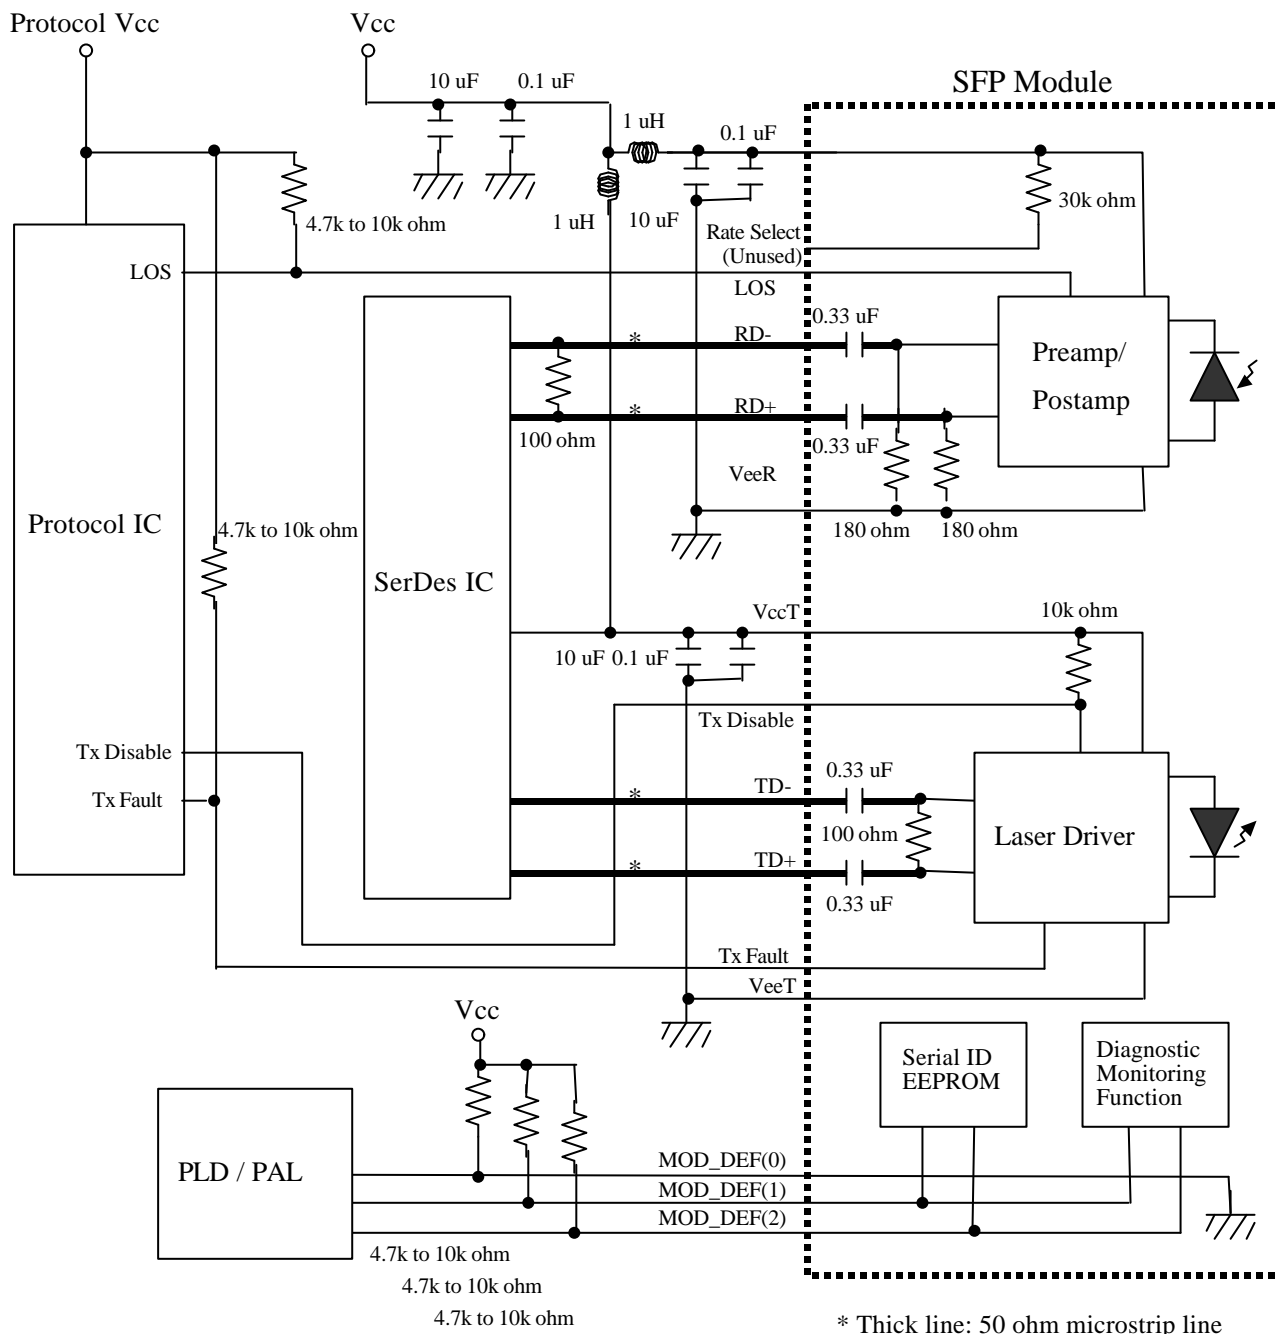 Protocol Vcc
Vcc
SFP Module
10 uF
0.1 uF
1 uH
0.1 uF
4.7k to 10k ohm
1 uH
10 uF
30k ohm
Rate Select
(Unused)
LOS
LOS
0.33 uF
RD-
Preamp/
Postamp
RD+
100 ohm
0.33 uF
VeeR
Protocol IC
4.7k to 10k ohm
180 ohm
180 ohm
SerDes IC
VccT
10k ohm
10 uF
0.1 uF
Tx Disable
Tx Disable
0.33 uF
TD-
*
*
*
*
Tx Fault
100 ohm
Laser Driver
TD+
0.33 uF
Tx Fault
VeeT
Vcc
Serial ID
EEPROM
Diagnostic
Monitoring
Function
PLD / PAL
MOD_DEF(0)
MOD_DEF(1)
MOD_DEF(2)
4.7k to 10k ohm
4.7k to 10k ohm
4.7k to 10k ohm
* Thick line: 50 ohm microstrip line